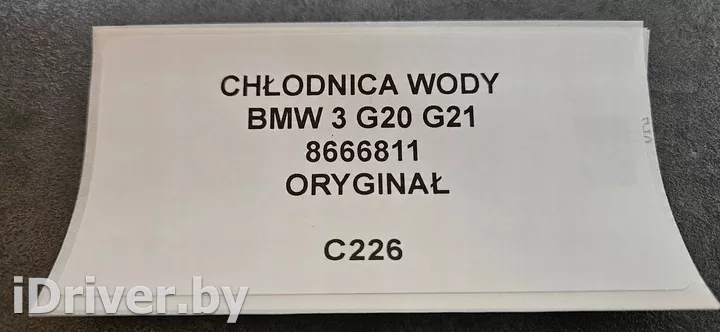 CHŁODNICA WODY
BMW 3 G20 G21
8666811
ORYGINAŁ
C226
iDriver.by